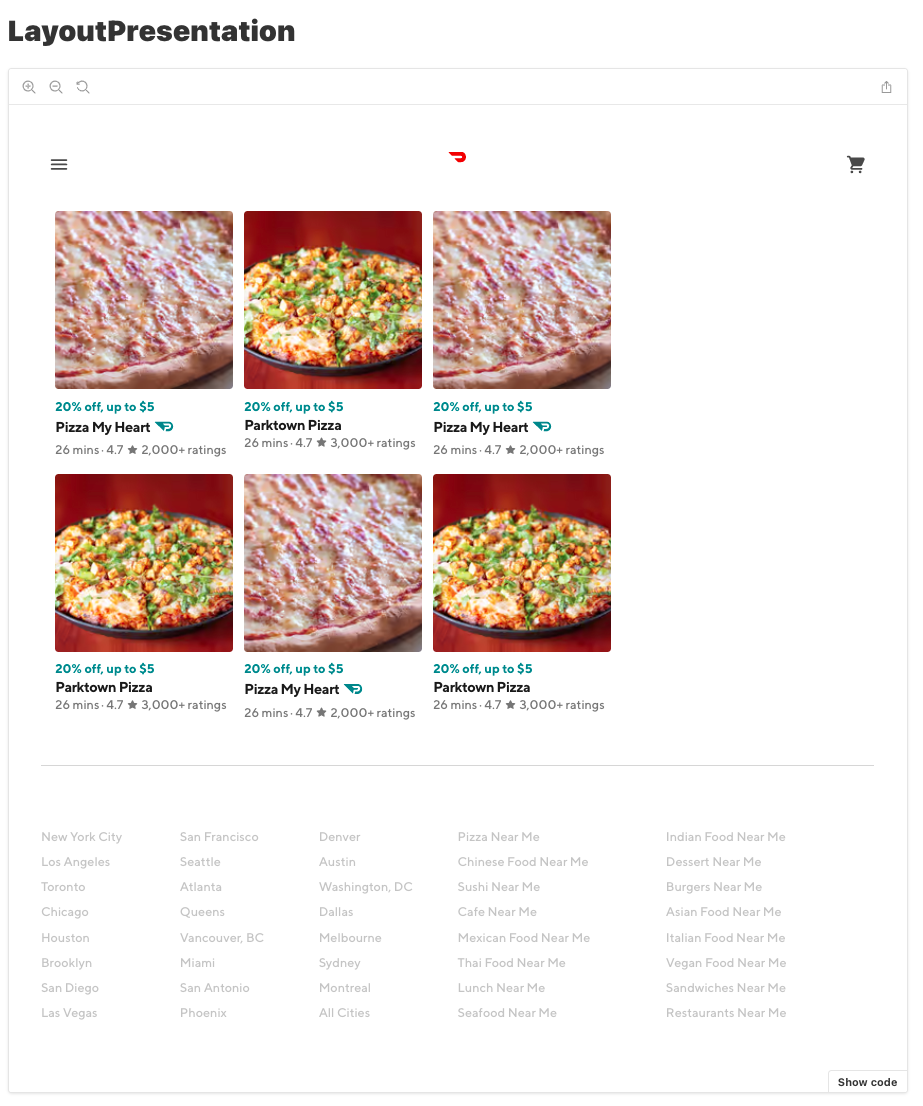 LayoutPresentation
20% off, up to $5
Pizza My Heart
26 mins · 4.7 ★ 2,000+ ratings
20% off, up to $5
Parktown Pizza
26 mins · 4.7 ★ 3,000+ ratings
20% off, up to $5
Pizza My Heart
26 mins · 4.7 ★ 2,000+ ratings
20% off, up to $5
Parktown Pizza
26 mins · 4.7 ★ 3,000+ ratings
20% off, up to $5
Pizza My Heart
26 mins · 4.7 ★ 2,000+ ratings
20% off, up to $5
Parktown Pizza
26 mins · 4.7 ★ 3,000+ ratings
New York City
Los Angeles
Toronto
Chicago
Houston
Brooklyn
San Diego
Las Vegas
San Francisco
Seattle
Atlanta
Queens
Vancouver, BC
Miami
San Antonio
Phoenix
Denver
Austin
Washington, DC
Dallas
Melbourne
Sydney
Montreal
All Cities
Pizza Near Me
Chinese Food Near Me
Sushi Near Me
Cafe Near Me
Mexican Food Near Me
Thai Food Near Me
Lunch Near Me
Seafood Near Me
Indian Food Near Me
Dessert Near Me
Burgers Near Me
Asian Food Near Me
Italian Food Near Me
Vegan Food Near Me
Sandwiches Near Me
Restaurants Near Me
Show code